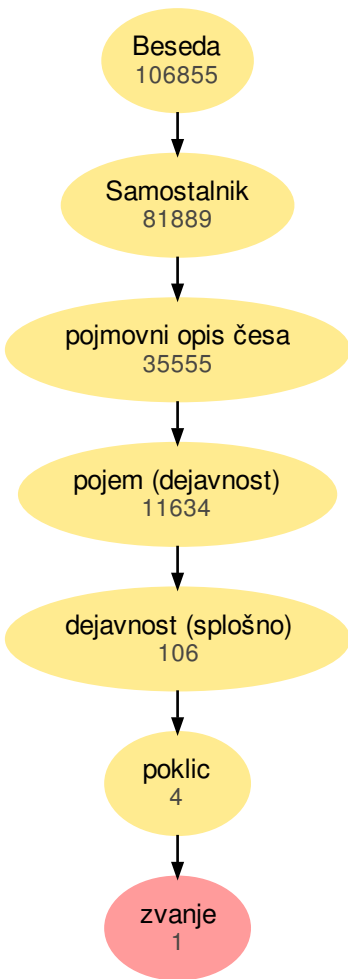 Beseda
106855
Samostalnik
81889
pojmovni opis česa
35555
pojem (dejavnost)
11634
dejavnost (splošno)
106
poklic
4
zvanje
1